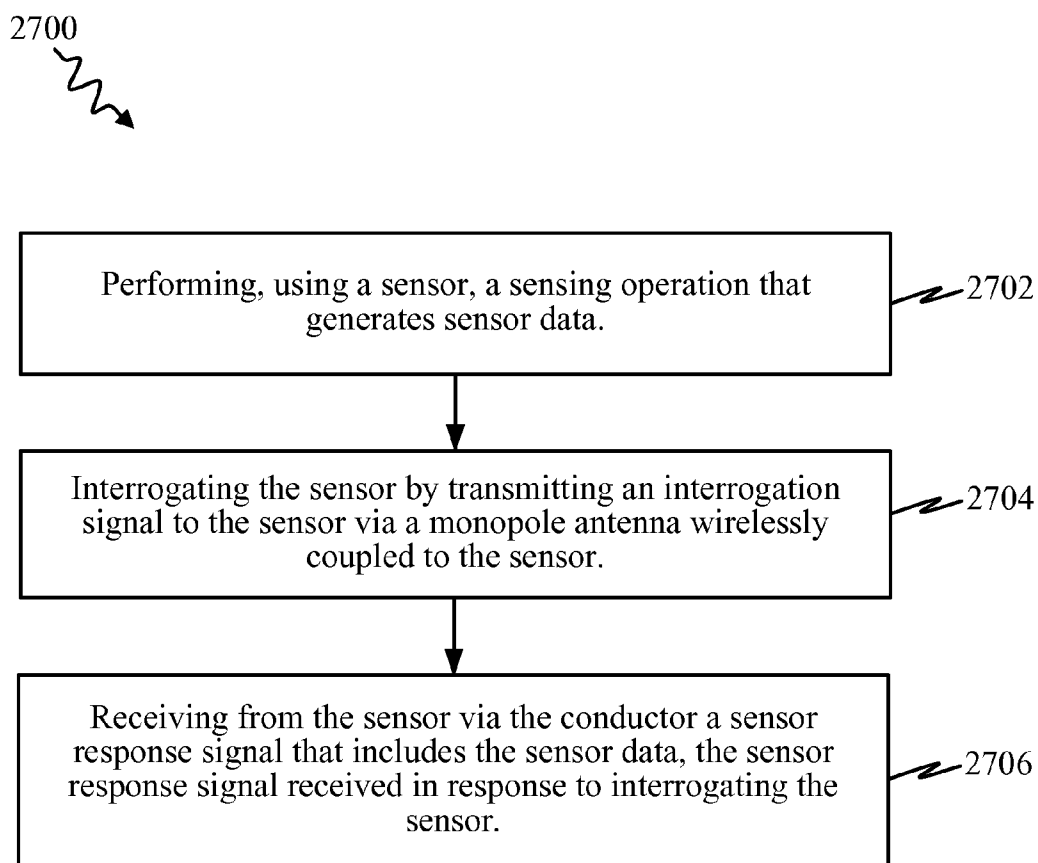 2700
Performing, using a sensor, a sensing operation that
generates sensor data.
2702
Interrogating the sensor by transmitting an interrogation
signal to the sensor via a monopole antenna wirelessly
coupled to the sensor.
2704
Receiving from the sensor via the conductor a sensor
response signal that includes the sensor data, the sensor
response signal received in response to interrogating the
sensor.
2706